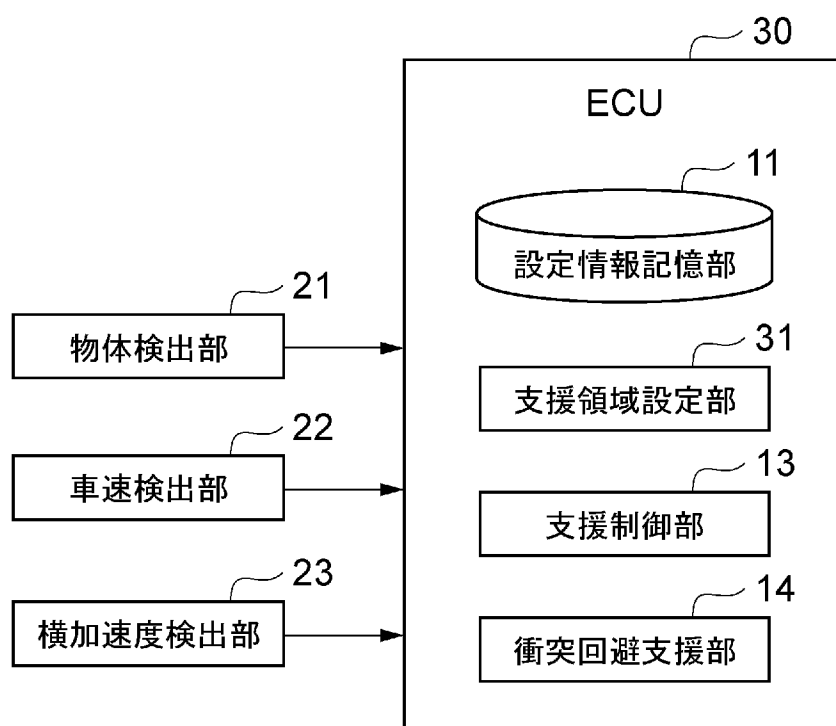 30
ECU
11
設定情報記憶部
21
物体検出部
31
支援領域設定部
22
車速検出部
13
支援制御部
23
横加速度検出部
14
衝突回避支援部